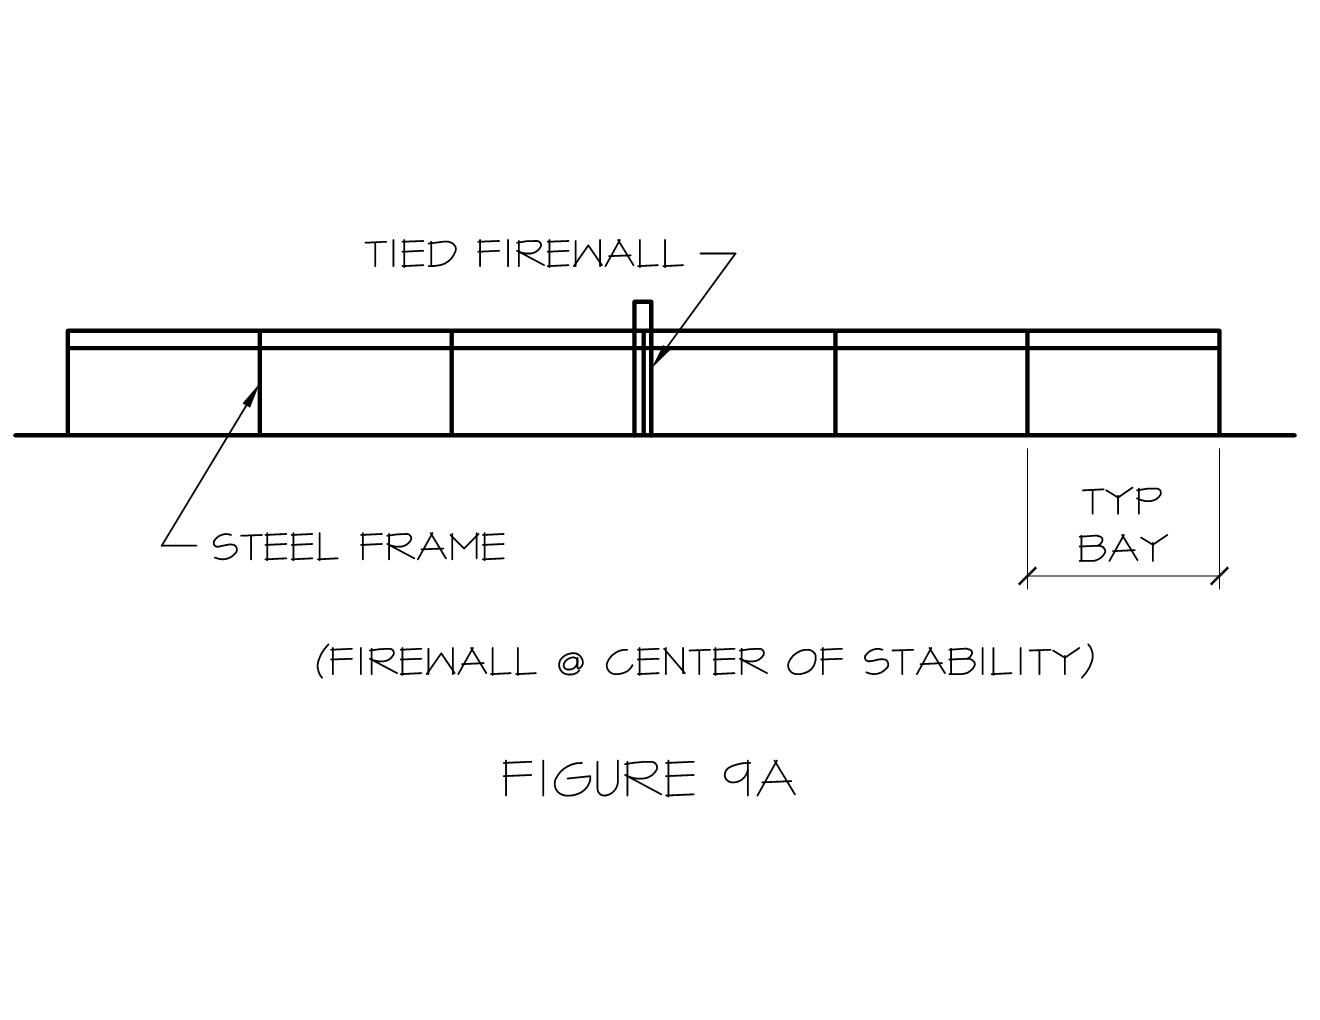 TIED FIREWALL
TYP
BAY
STEEL FRAME
(FIREWALL @ CENTER OF STABILITY)
FIGURE 9A